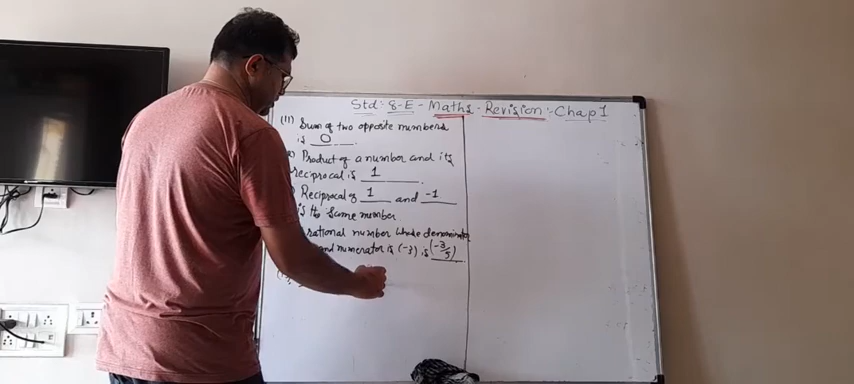 Std:- 8-E - Maths - Revision:- Chap 1
(11) Sum of two opposite numbers
is 0.
Product of a number and its
reciprocal is 1.
Reciprocal of 1 and -1
is the same number
rational number whose denominator
and numerator is (-3) is (-3/5)